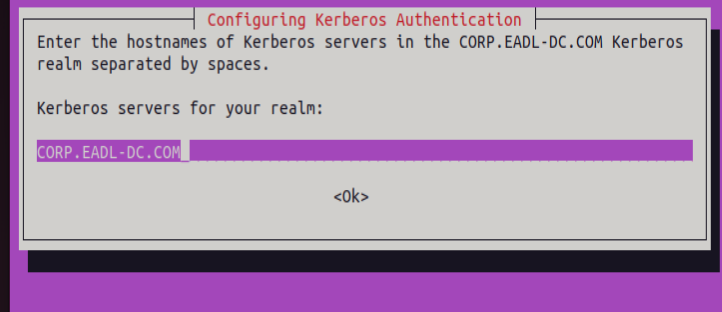 Configuring Kerberos Authentication
Enter the hostnames of Kerberos servers in the CORP.EADL-DC.COM Kerberos
realm separated by spaces.
Kerberos servers for your realm:
CORP.EADL-DC.COM
<Ok>